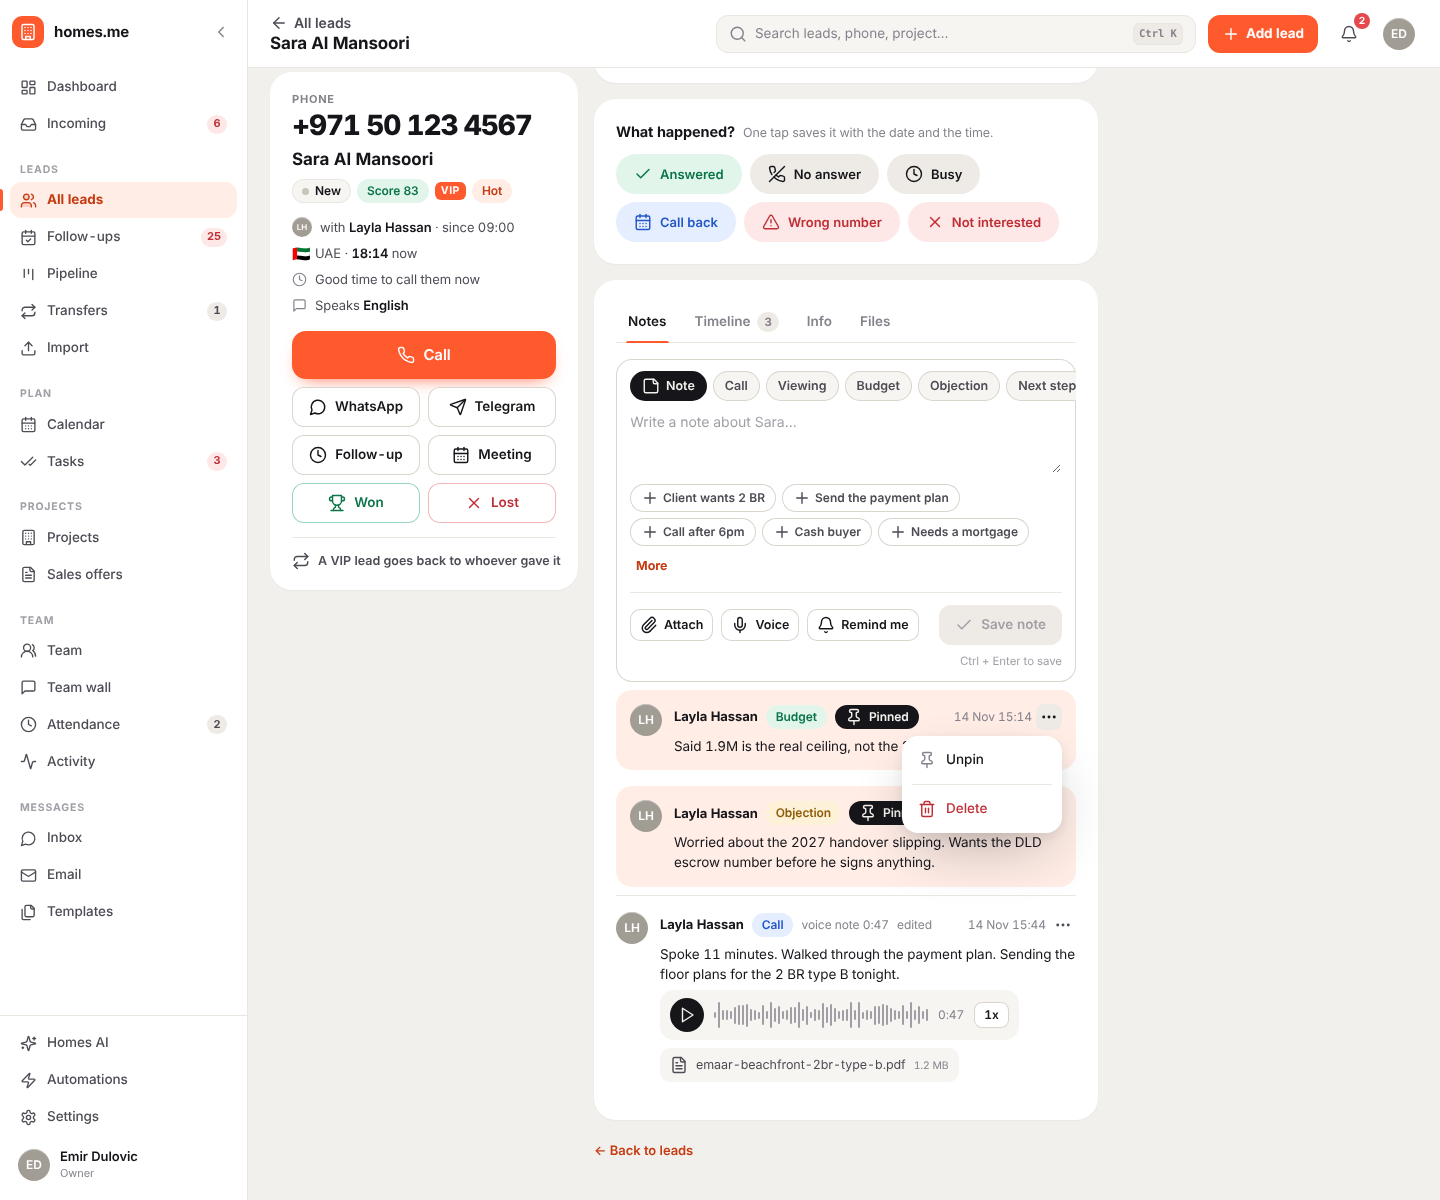 homes.me
Dashboard
Incoming 6
LEADS
All leads
Follow-ups 25
Pipeline
Transfers 1
Import
PLAN
Calendar
Tasks 3
PROJECTS
Projects
Sales offers
TEAM
Team
Team wall
Attendance 2
Activity
MESSAGES
Inbox
Email
Templates
Homes AI
Automations
Settings
ED Emir Dulovic
Owner
All leads
Sara Al Mansoori
Search leads, phone, project... Ctrl K
Add lead
2
ED
PHONE
+971 50 123 4567
Sara Al Mansoori
New Score 83 VIP Hot
LH with Layla Hassan · since 09:00
UAE · 18:14 now
Good time to call them now
Speaks English
Call
WhatsApp Telegram
Follow-up Meeting
Won Lost
A VIP lead goes back to whoever gave it
What happened? One tap saves it with the date and the time.
Answered No answer Busy
Call back Wrong number Not interested
Notes Timeline 3 Info Files
Note Call Viewing Budget Objection Next step
Write a note about Sara...
Client wants 2 BR Send the payment plan
Call after 6pm Cash buyer Needs a mortgage
More
Attach Voice Remind me Save note
Ctrl + Enter to save
LH Layla Hassan Budget Pinned 14 Nov 15:14
Said 1.9M is the real ceiling, not the
Unpin
Delete
LH Layla Hassan Objection Pin
Worried about the 2027 handover slipping. Wants the DLD
escrow number before he signs anything.
LH Layla Hassan Call voice note 0:47 edited 14 Nov 15:44
Spoke 11 minutes. Walked through the payment plan. Sending the
floor plans for the 2 BR type B tonight.
0:47 1x
emaar-beachfront-2br-type-b.pdf 1.2 MB
← Back to leads